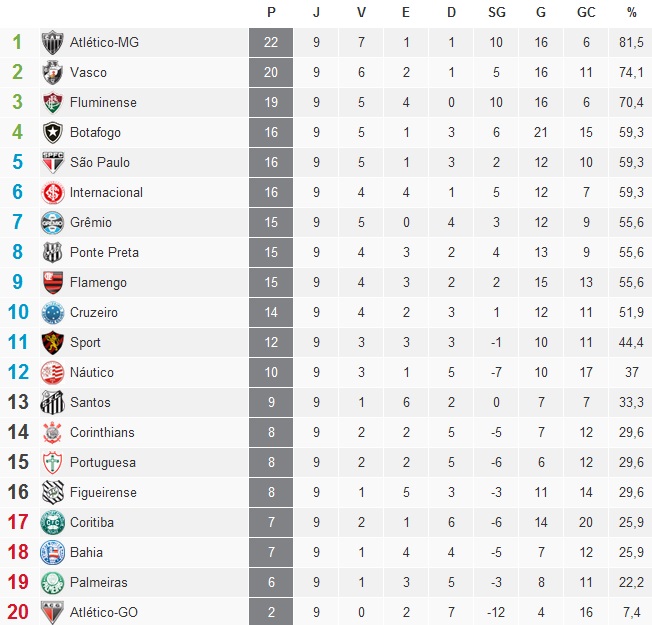 P J V E D SG G GC %
1 Atlético-MG 22 9 7 1 1 10 16 6 81,5
2 Vasco 20 9 6 2 1 5 16 11 74,1
3 Fluminense 19 9 5 4 0 10 16 6 70,4
4 Botafogo 16 9 5 1 3 6 21 15 59,3
5 São Paulo 16 9 5 1 3 2 12 10 59,3
6 Internacional 16 9 4 4 1 5 12 7 59,3
7 Grêmio 15 9 5 0 4 3 12 9 55,6
8 Ponte Preta 15 9 4 3 2 4 13 9 55,6
9 Flamengo 15 9 4 3 2 2 15 13 55,6
10 Cruzeiro 14 9 4 2 3 1 12 11 51,9
11 Sport 12 9 3 3 3 -1 10 11 44,4
12 Náutico 10 9 3 1 5 -7 10 17 37
13 Santos 9 9 1 6 2 0 7 7 33,3
14 Corinthians 8 9 2 2 5 -5 7 12 29,6
15 Portuguesa 8 9 2 2 5 -6 6 12 29,6
16 Figueirense 8 9 1 5 3 -3 11 14 29,6
17 Coritiba 7 9 2 1 6 -6 14 20 25,9
18 Bahia 7 9 1 4 4 -5 7 12 25,9
19 Palmeiras 6 9 1 3 5 -3 8 11 22,2
20 Atlético-GO 2 9 0 2 7 -12 4 16 7,4